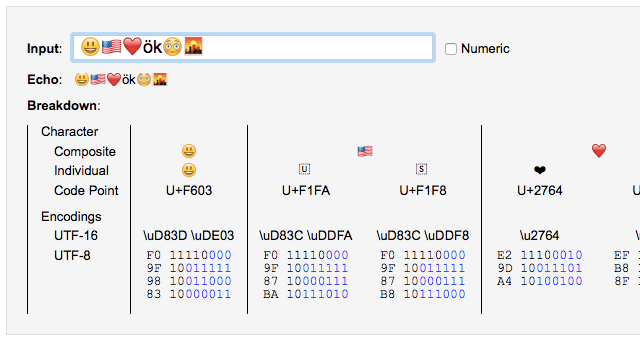 Input: 😃🇺🇸❤️ök😳🌇 Numeric
Echo: 😃🇺🇸❤️ök😳🌇
Breakdown:
Character
Composite 😃 🇺🇸 ❤️
Individual 😃 🇺 🇸 ❤
Code Point U+F603 U+F1FA U+F1F8 U+2764 U
Encodings
UTF-16 \uD83D \uDE03 \uD83C \uDDFA \uD83C \uDDF8 \u2764 \
UTF-8 F0 11110000 F0 11110000 F0 11110000 E2 11100010 EF
9F 10011111 9F 10011111 9F 10011111 9D 10011101 B8
98 10011000 87 10000111 87 10000111 A4 10100100 8F
83 10000011 BA 10111010 B8 10111000